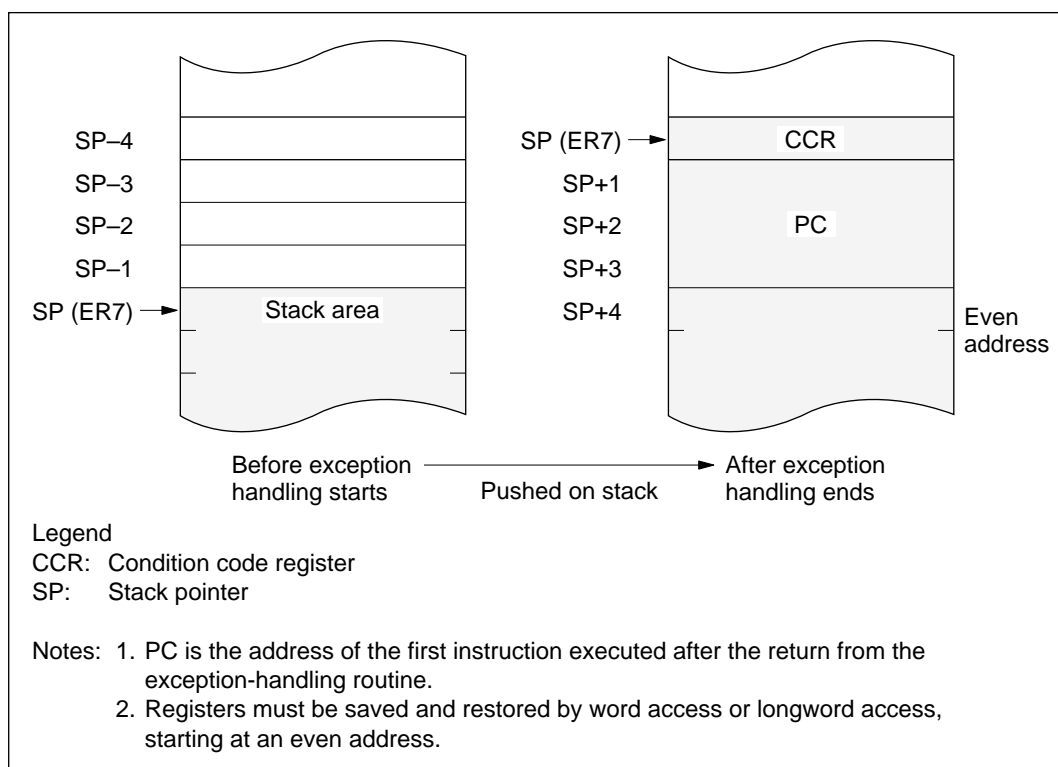 SP–4
SP–3
SP–2
SP–1
SP (ER7)
Stack area
SP (ER7)
CCR
SP+1
SP+2
PC
SP+3
SP+4
Even
address
Before exception
handling starts
Pushed on stack
After exception
handling ends
Legend
CCR: Condition code register
SP: Stack pointer
Notes: 1. PC is the address of the first instruction executed after the return from the
exception-handling routine.
2. Registers must be saved and restored by word access or longword access,
starting at an even address.